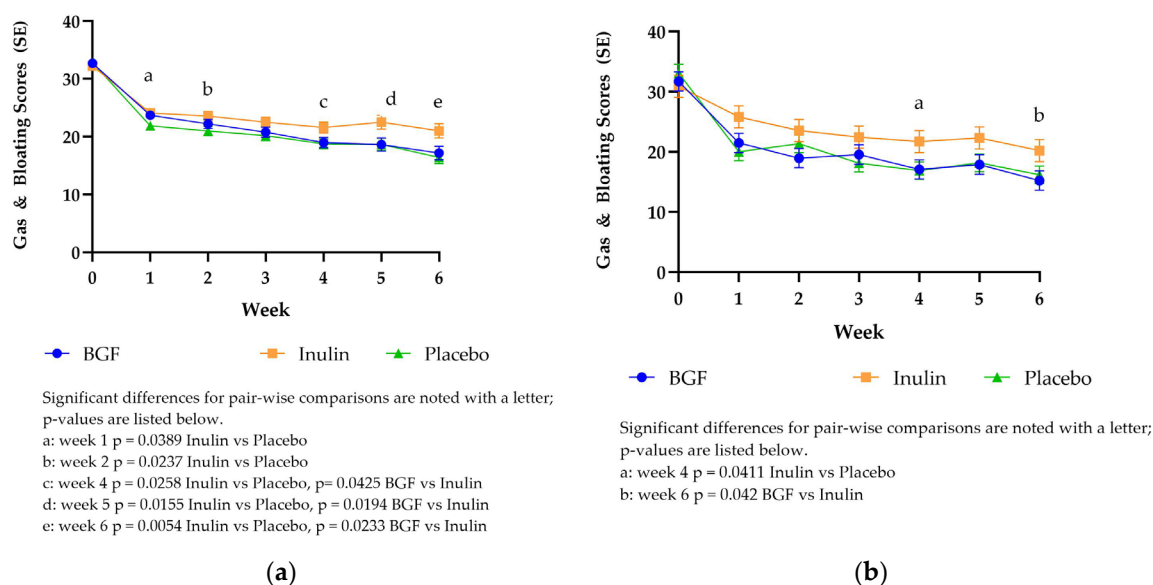 Gas & Bloating Scores (SE)
40
30
20
10
0
a
b
c
d
e
0 1 2 3 4 5 6
Week
BGF Inulin Placebo
Significant differences for pair-wise comparisons are noted with a letter;
p-values are listed below.
a: week 1 p = 0.0389 Inulin vs Placebo
b: week 2 p = 0.0237 Inulin vs Placebo
c: week 4 p = 0.0258 Inulin vs Placebo, p= 0.0425 BGF vs Inulin
d: week 5 p = 0.0155 Inulin vs Placebo, p = 0.0194 BGF vs Inulin
e: week 6 p = 0.0054 Inulin vs Placebo, p = 0.0233 BGF vs Inulin
(a)
Gas & Bloating Scores (SE)
40
30
20
10
0
a
b
0 1 2 3 4 5 6
Week
BGF Inulin Placebo
Significant differences for pair-wise comparisons are noted with a letter;
p-values are listed below.
a: week 4 p = 0.0411 Inulin vs Placebo
b: week 6 p = 0.042 BGF vs Inulin
(b)